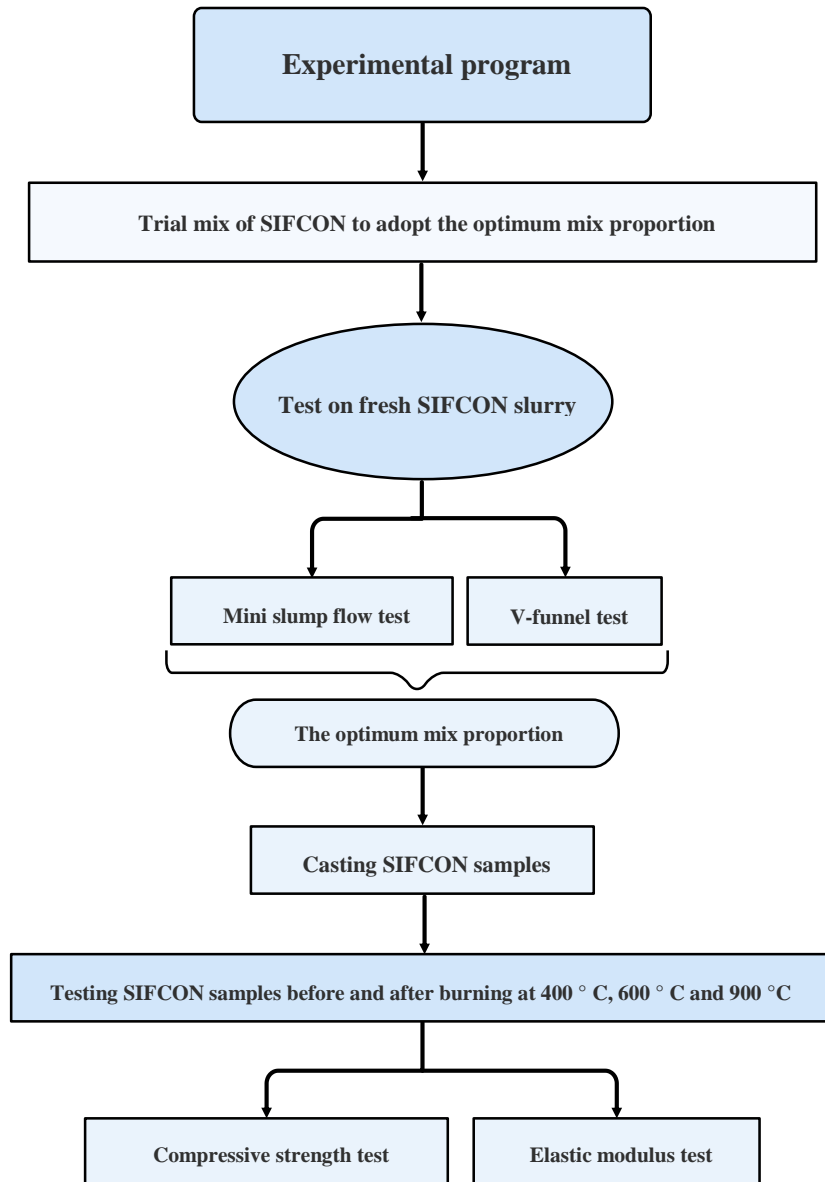 Experimental program
Trial mix of SIFCON to adopt the optimum mix proportion
Test on fresh SIFCON slurry
Mini slump flow test
V-funnel test
The optimum mix proportion
Casting SIFCON samples
Testing SIFCON samples before and after burning at 400 ° C, 600 ° C and 900 °C
Compressive strength test
Elastic modulus test